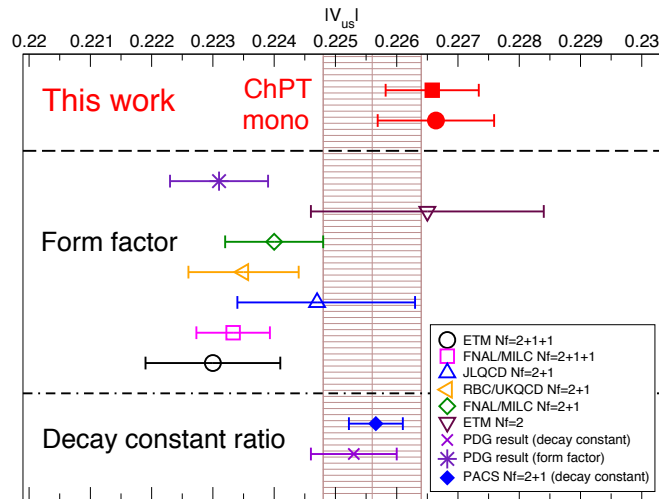 |V_us|
0.22 0.221 0.222 0.223 0.224 0.225 0.226 0.227 0.228 0.229 0.23
This work
ChPT
mono
Form factor
ETM Nf=2+1+1
FNAL/MILC Nf=2+1+1
JLQCD Nf=2+1
RBC/UKQCD Nf=2+1
FNAL/MILC Nf=2+1
ETM Nf=2
PDG result (decay constant)
PDG result (form factor)
PACS Nf=2+1 (decay constant)
Decay constant ratio